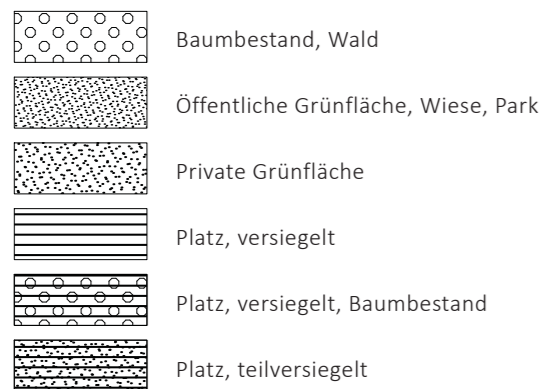 Baumbestand, Wald
Öffentliche Grünfläche, Wiese, Park
Private Grünfläche
Platz, versiegelt
Platz, versiegelt, Baumbestand
Platz, teilversiegelt